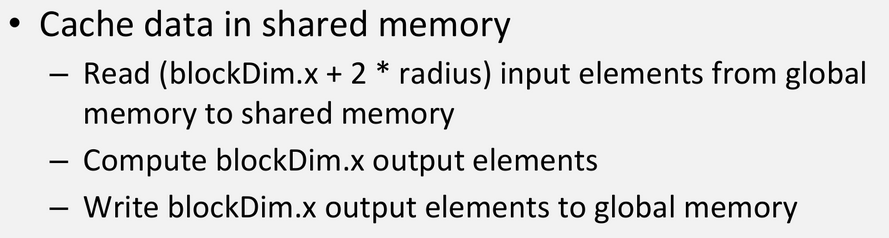 • Cache data in shared memory
– Read (blockDim.x + 2 * radius) input elements from global
memory to shared memory
– Compute blockDim.x output elements
– Write blockDim.x output elements to global memory